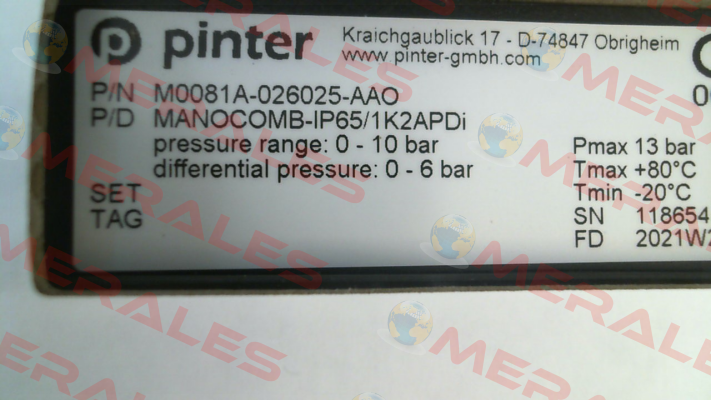 pinter
Kraichgaublick 17 - D-74847 Obrigheim
www.pinter-gmbh.com
P/N M0081A-026025-AAO
P/D MANOCOMB-IP65/1K2APDi
pressure range: 0 - 10 bar
differential pressure: 0 - 6 bar
Pmax 13 bar
Tmax +80°C
Tmin -20°C
SET
TAG
SN 118654
FD 2021W2
MERALES
MERALES
MERALES
MERALES
MERALES